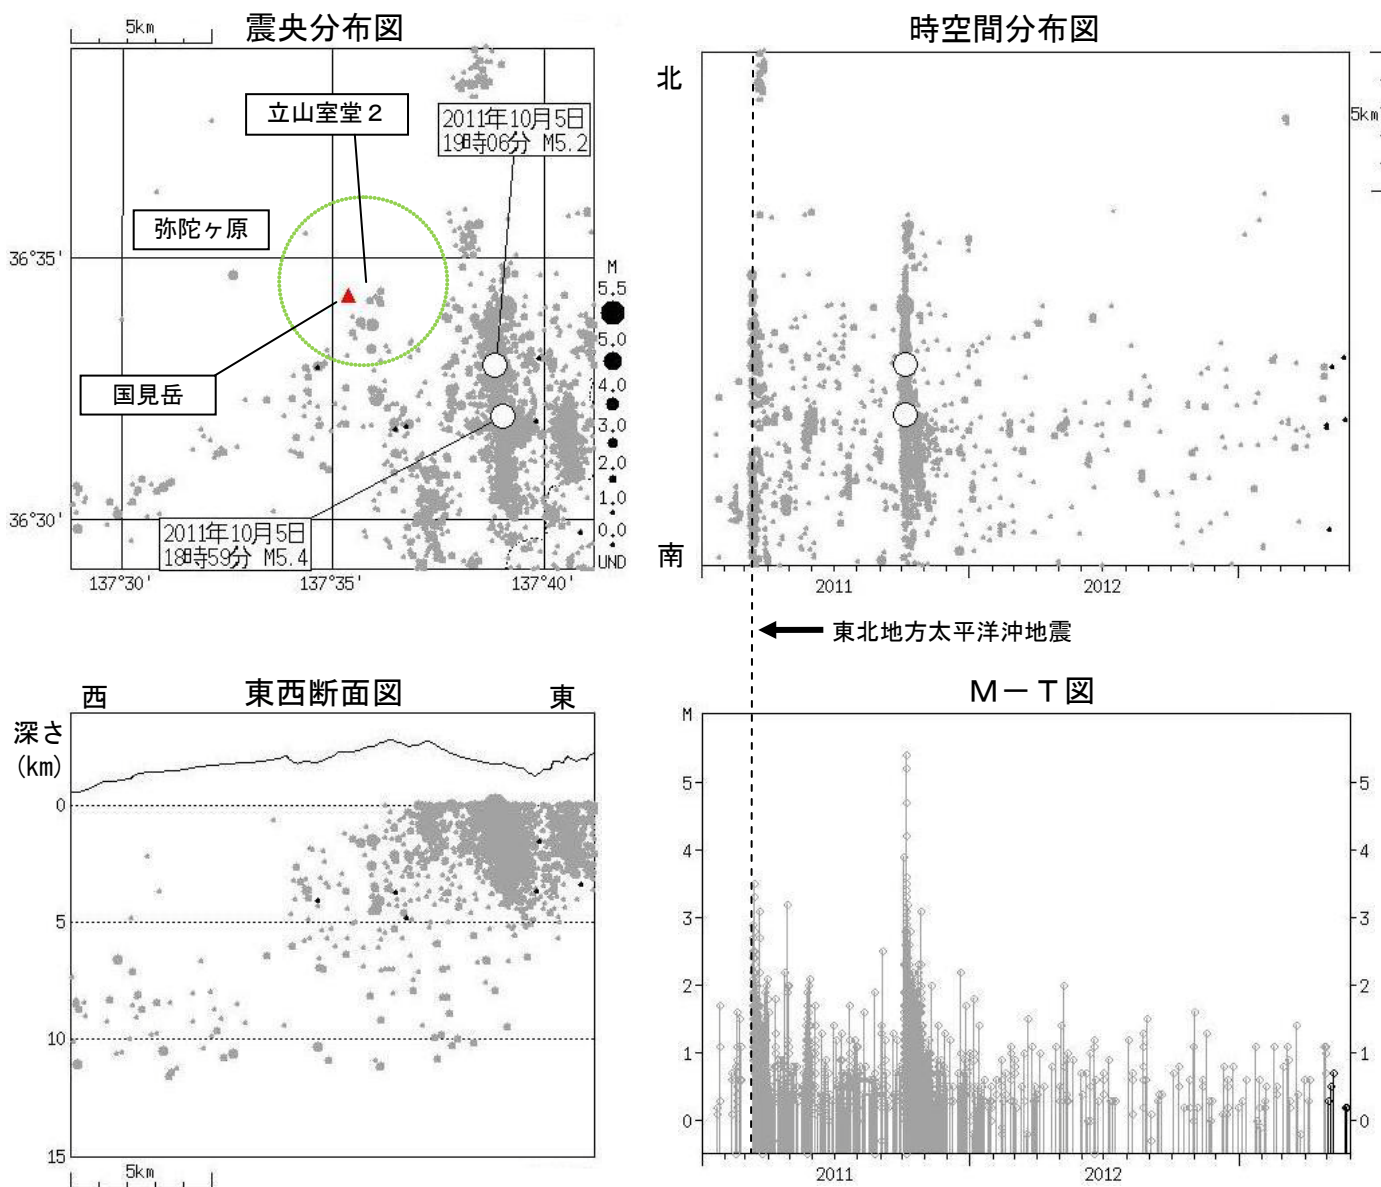 5km
震央分布図
立山室堂2
2011年10月5日
19時06分 M5.2
弥陀ヶ原
国見岳
2011年10月5日
18時59分 M5.4
36°35'
36°30'
137°30'
137°35'
137°40'
M
5.5
5.0
4.0
3.0
2.0
1.0
0.0
UND
時空間分布図
北
南
5km
2011
2012
東北地方太平洋沖地震
東西断面図
西
東
深さ
(km)
0
5
10
15
5km
M-T図
M
5
4
3
2
1
0
5
4
3
2
1
0
2011
2012